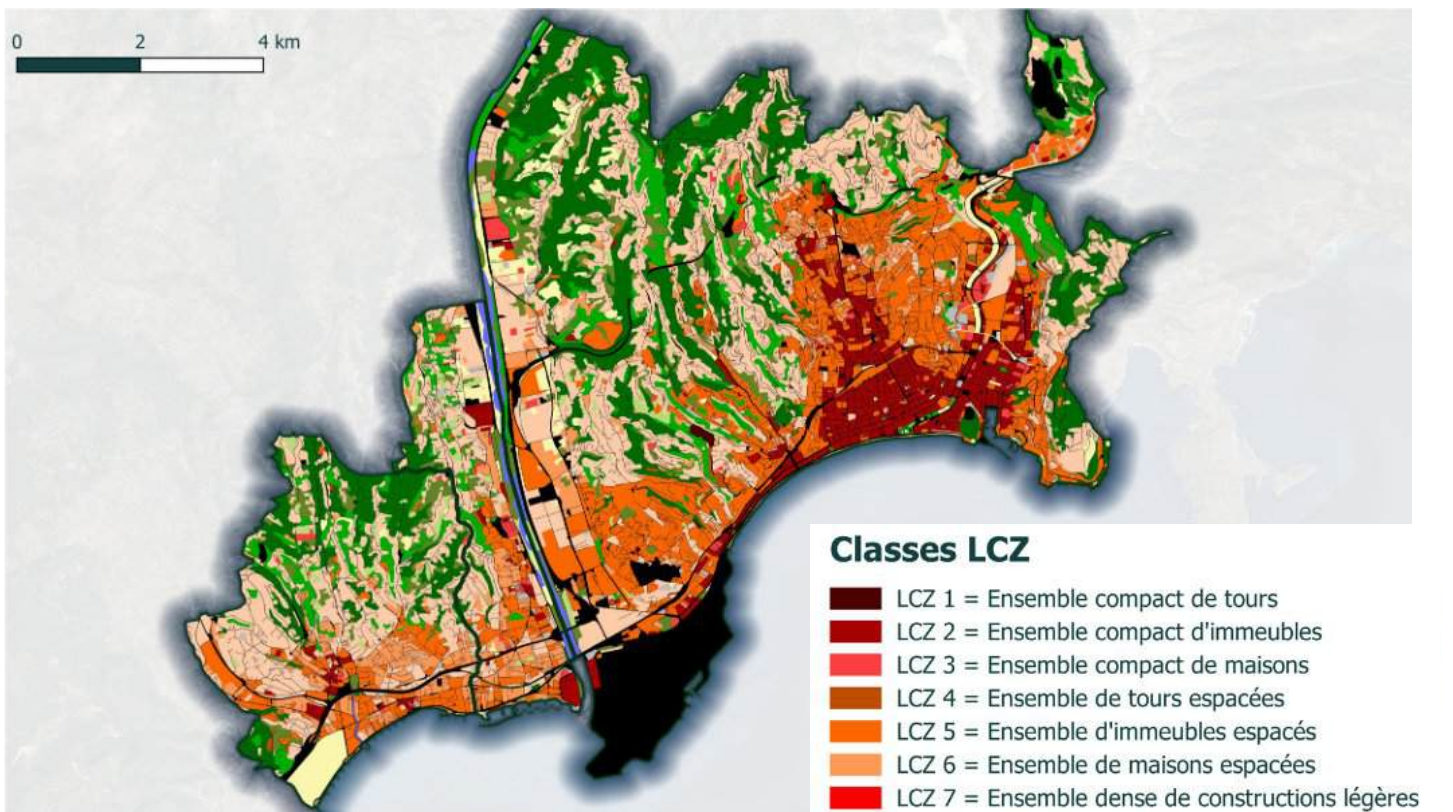 0 2 4 km
Classes LCZ
LCZ 1 = Ensemble compact de tours
LCZ 2 = Ensemble compact d'immeubles
LCZ 3 = Ensemble compact de maisons
LCZ 4 = Ensemble de tours espacées
LCZ 5 = Ensemble d'immeubles espacés
LCZ 6 = Ensemble de maisons espacées
LCZ 7 = Ensemble dense de constructions légères